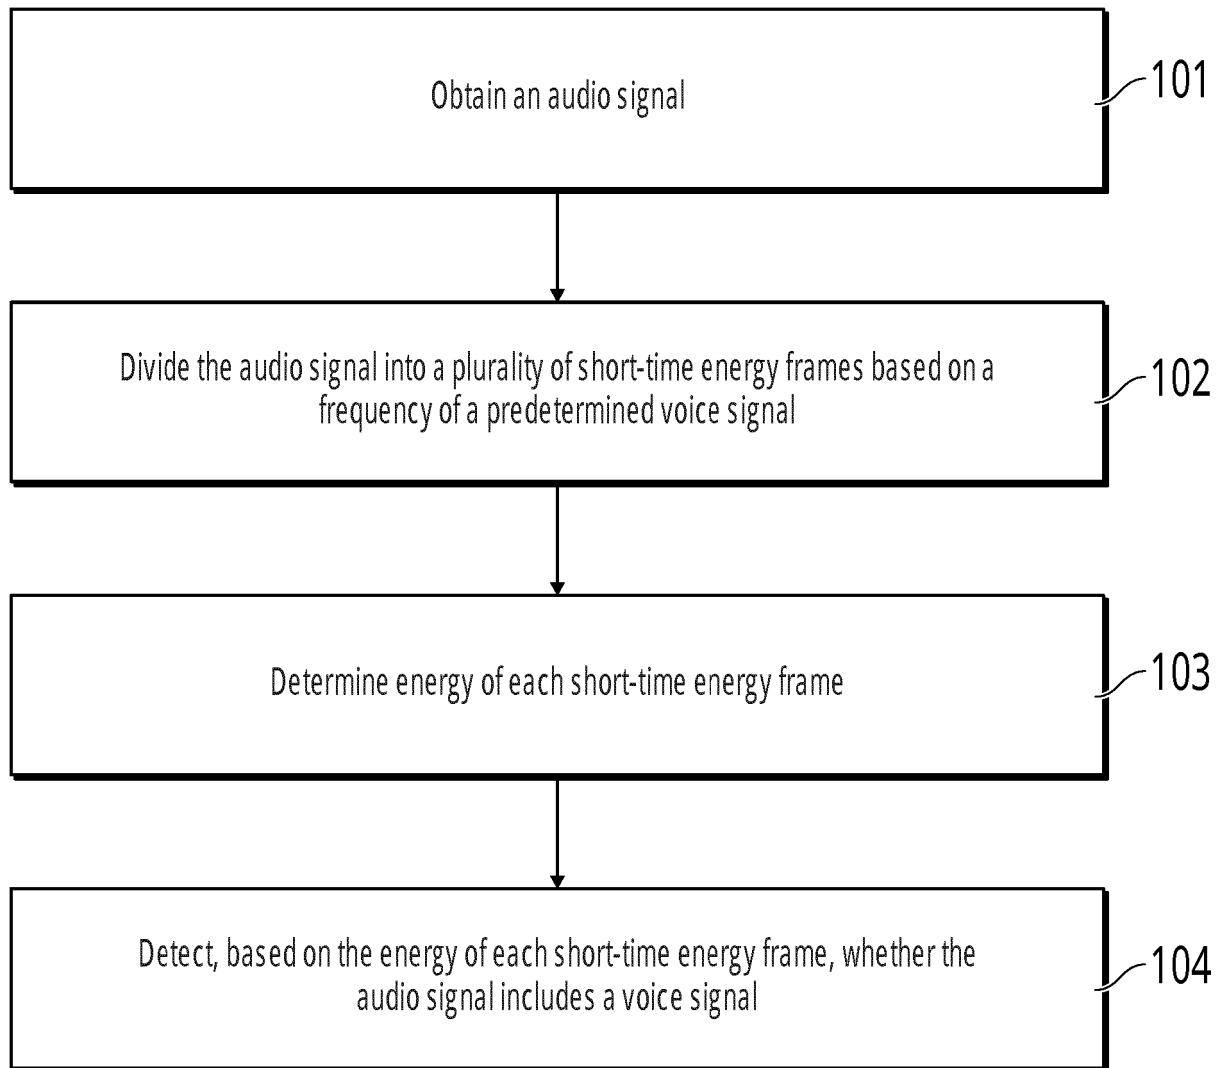 Obtain an audio signal
101
Divide the audio signal into a plurality of short-time energy frames based on a
frequency of a predetermined voice signal
102
Determine energy of each short-time energy frame
103
Detect, based on the energy of each short-time energy frame, whether the
audio signal includes a voice signal
104